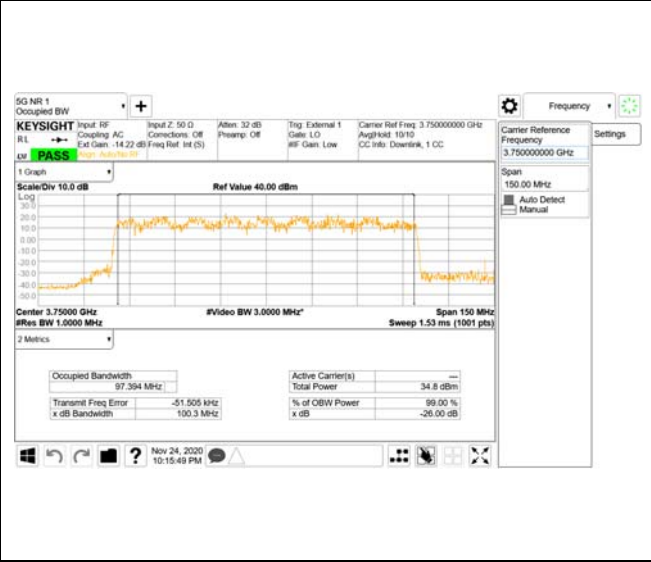 5G NR 1
Occupied BW
Frequency
Settings
KEYSIGHT
RL
PASS
Input: RF
Coupling: AC
Ext Gain: -14.22 dB
Align: Auto/No RF
Input Z: 50 Ω
Corrections: Off
Freq Ref: Int (S)
Atten: 32 dB
Preamp: Off
Trig: External 1
Gate: LO
#IF Gain: Low
Carrier Ref Freq: 3.750000000 GHz
Avg|Hold: 10/10
CC Info: Downlink, 1 CC
Carrier Reference
Frequency
3.750000000 GHz
Span
150.00 MHz
Auto Detect
Manual
1 Graph
Scale/Div 10.0 dB
Ref Value 40.00 dBm
Log
30.0
20.0
10.0
0.00
-10.0
-20.0
-30.0
-40.0
-50.0
Center 3.75000 GHz
#Video BW 3.0000 MHz*
Span 150 MHz
#Res BW 1.0000 MHz
Sweep 1.53 ms (1001 pts)
2 Metrics
Occupied Bandwidth
97.394 MHz
Transmit Freq Error -51.505 kHz
x dB Bandwidth 100.3 MHz
Active Carrier(s) —
Total Power 34.8 dBm
% of OBW Power 99.00 %
x dB -26.00 dB
?
Nov 24, 2020
10:15:49 PM